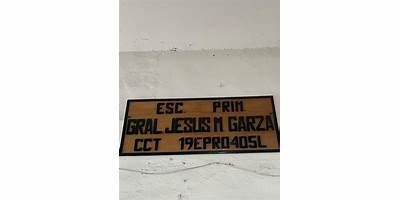 ESC. PRIM
GRAL JESUS M GARZA
CCT 19EPR0405L